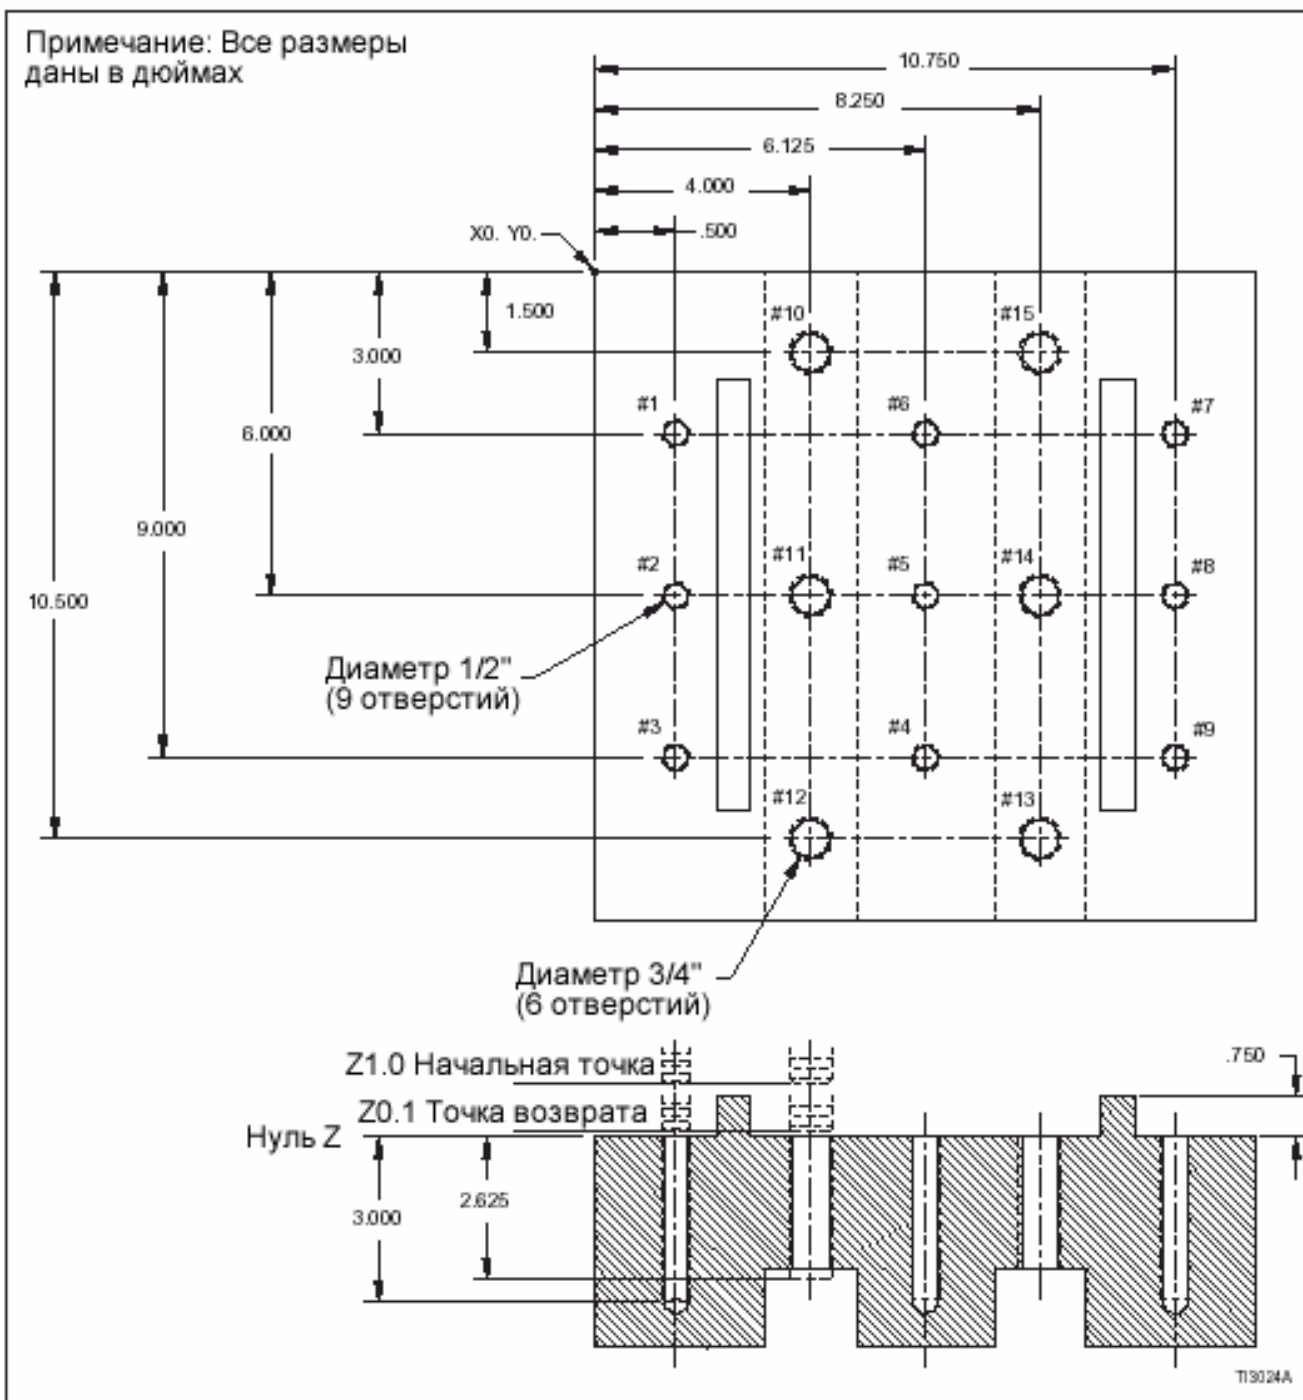 Примечание: Все размеры
даны в дюймах
10.750
8.250
6.125
4.000
.500
X0. Y0.
1.500
3.000
6.000
9.000
10.500
#10
#15
#1
#6
#7
#2
#11
#5
#14
#8
Диаметр 1/2"
(9 отверстий)
#3
#4
#9
#12
#13
Диаметр 3/4"
(6 отверстий)
Z1.0 Начальная точка
Z0.1 Точка возврата
Нуль Z
.750
2.625
3.000
TI3024A